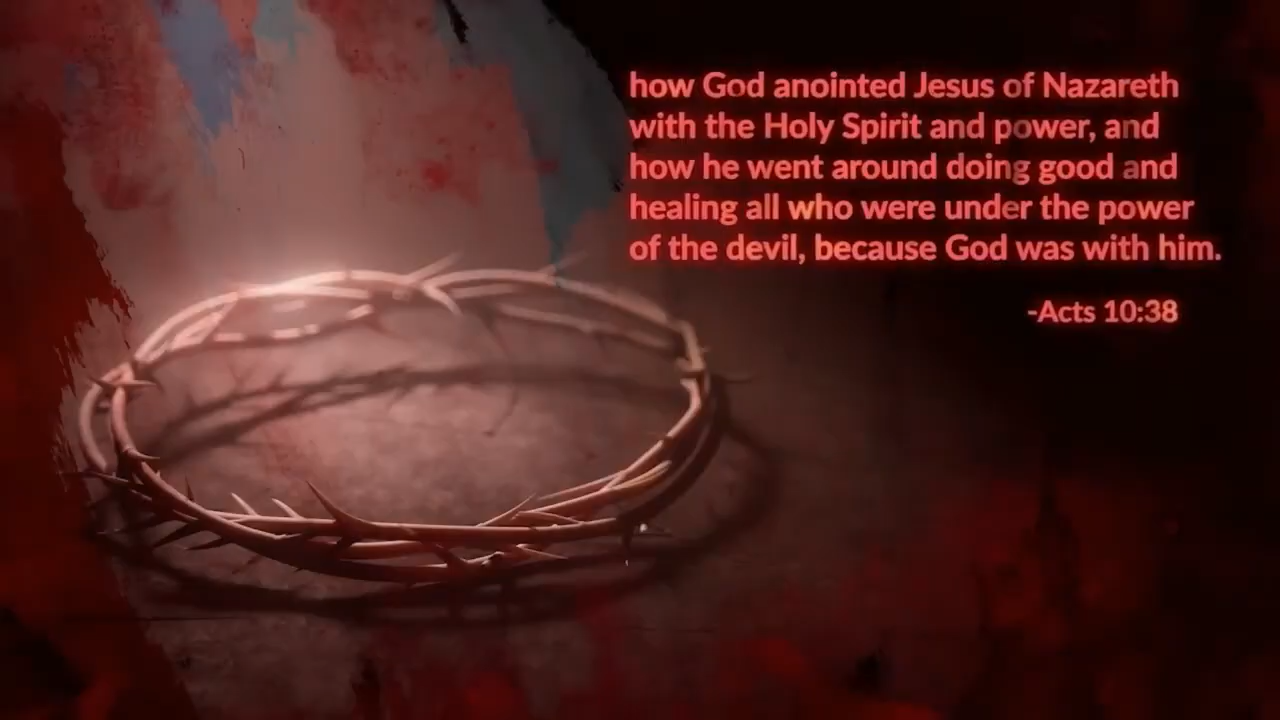 how God anointed Jesus of Nazareth
with the Holy Spirit and power, and
how he went around doing good and
healing all who were under the power
of the devil, because God was with him.
-Acts 10:38